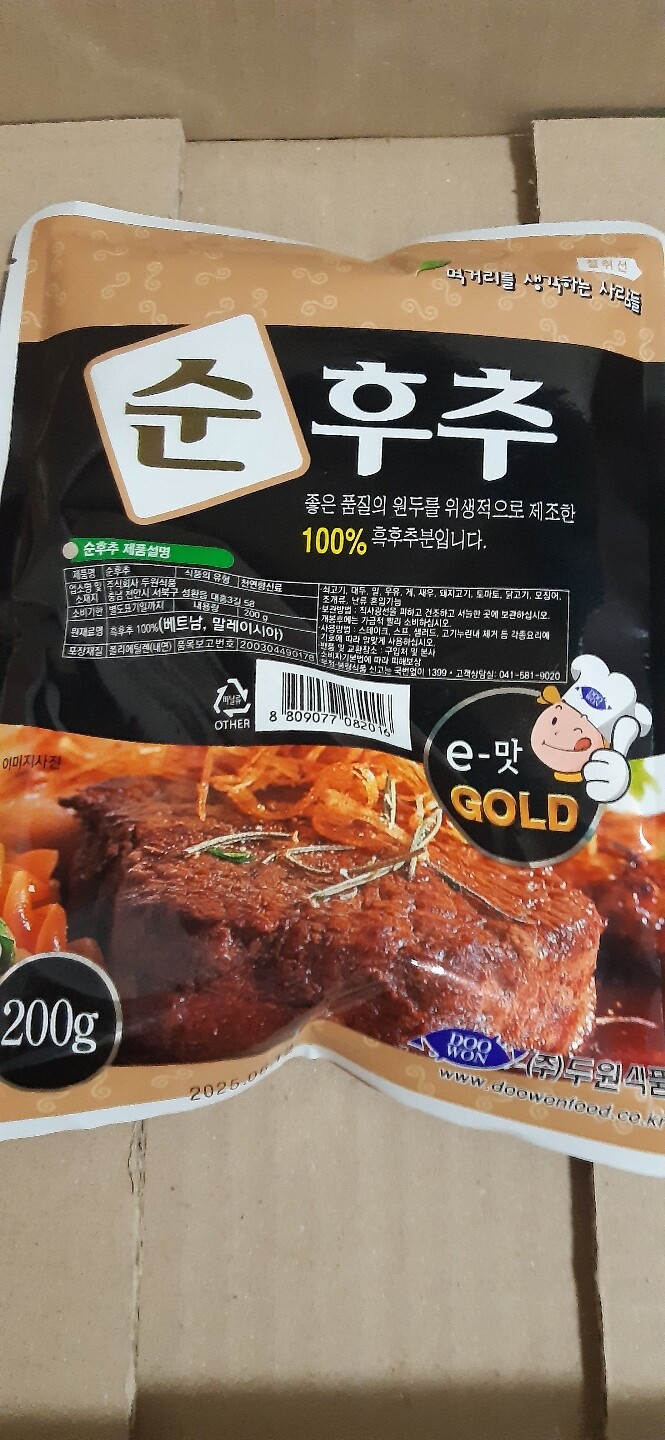 절취선
먹거리를 생각하는 사람들
순후추
좋은 품질의 원두를 위생적으로 제조한
100% 흑후추분입니다.
순후추 제품설명
제품명 순후추 식품의 유형 천연향신료
업소명 및 소재지 주식회사 두원식품
충남 천안시 서북구 성환읍 대홍3길 58
소비기한 별도표기일까지 내용량 200 g
원재료명 흑후추 100%(베트남, 말레이시아)
포장재질 폴리에틸렌(내면) 품목보고번호 200304490178
쇠고기, 대두, 밀, 우유, 게, 새우, 돼지고기, 토마토, 닭고기, 오징어,
조개류, 난류 혼입가능
보관방법 : 직사광선을 피하고 건조하고 서늘한 곳에 보관하십시오.
개봉후에는 가급적 빨리 소비하십시오.
사용방법 : 스테이크, 스프, 샐러드, 고기누린내 제거 등 각종요리에
기호에 따라 알맞게 사용하십시오
반품 및 교환장소 : 구입처 및 본사
소비자기본법에 따라 피해보상
부정·불량식품 신고는 국번없이 1399 · 고객상담실: 041-581-9020
비닐류
OTHER
8 809077 082016
이미지사진
DOO WON
e-맛
GOLD
200g
DOO
WON
(주)두원식품
www.doowonfood.co.kr
2025.06